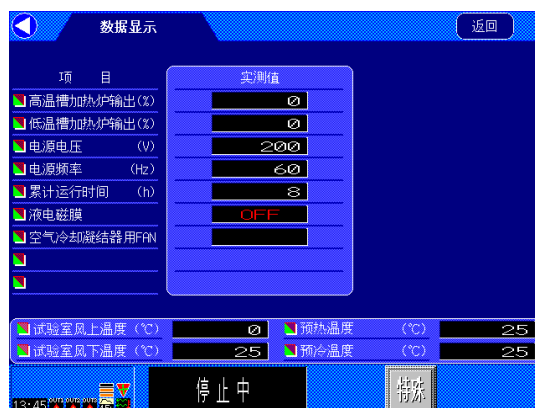 数据显示 返回
项 目 实测值
高温槽加热炉输出(%) 0
低温槽加热炉输出(%) 0
电源电压 (V) 200
电源频率 (Hz) 60
累计运行时间 (h) 8
液电磁膜 OFF
空气冷却凝结器用FAN
试验室风上温度 (℃) 0 预热温度 (℃) 25
试验室风下温度 (℃) 25 预冷温度 (℃) 25
13:45 停止中 特殊